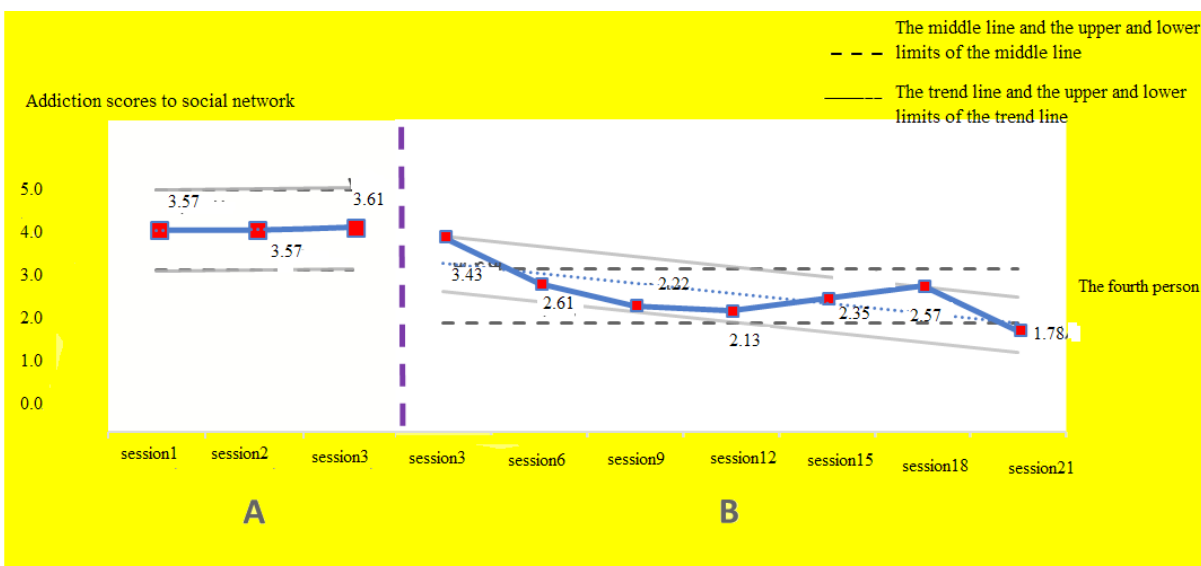 The middle line and the upper and lower
limits of the middle line
Addiction scores to social network
The trend line and the upper and lower
limits of the trend line
5.0
4.0
3.0
2.0
1.0
0.0
3.57
3.57
3.61
3.43
2.61
2.22
2.13
2.35
2.57
1.78
The fourth person
session1
session2
session3
session3
session6
session9
session12
session15
session18
session21
A
B